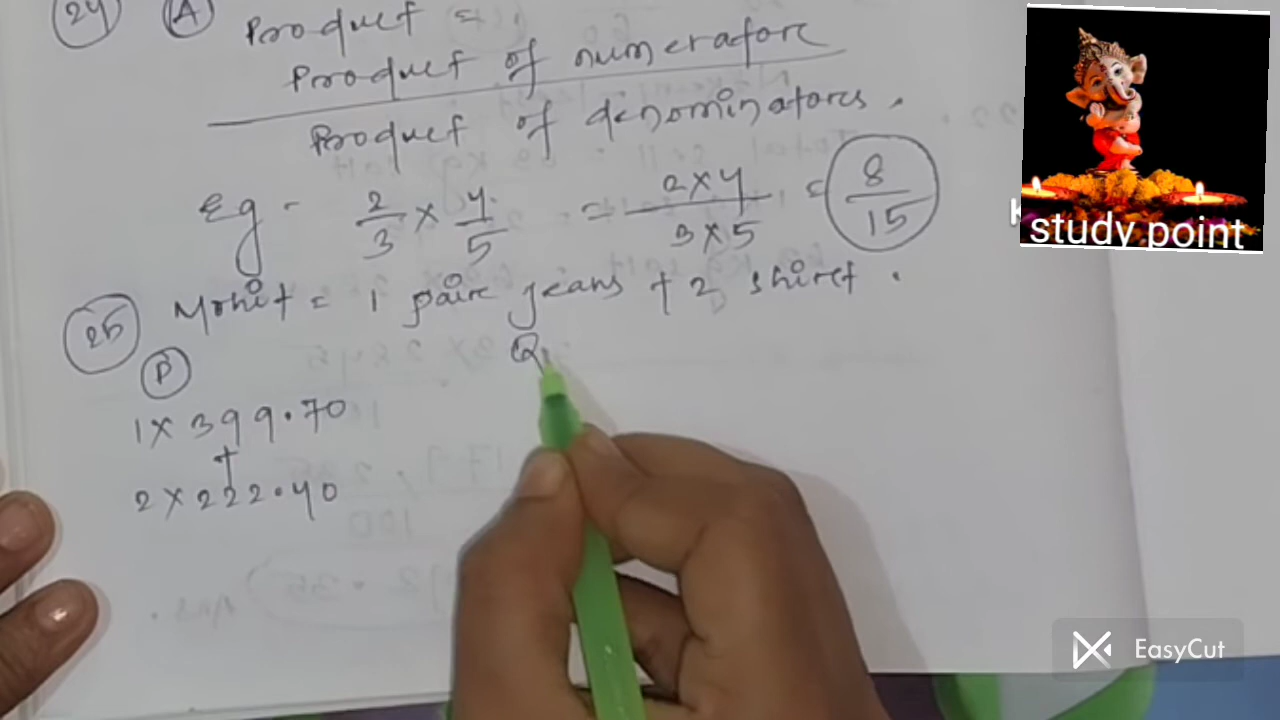 24 A Product =
Product of numerators
Product of denominators.
Eg - 2/3 × 4/5 = 2×4/3×5 = 8/15
25 Mohit = 1 pair jeans + 2 shirt.
P
1 × 399.70
+
2 × 222.40
study point
EasyCut